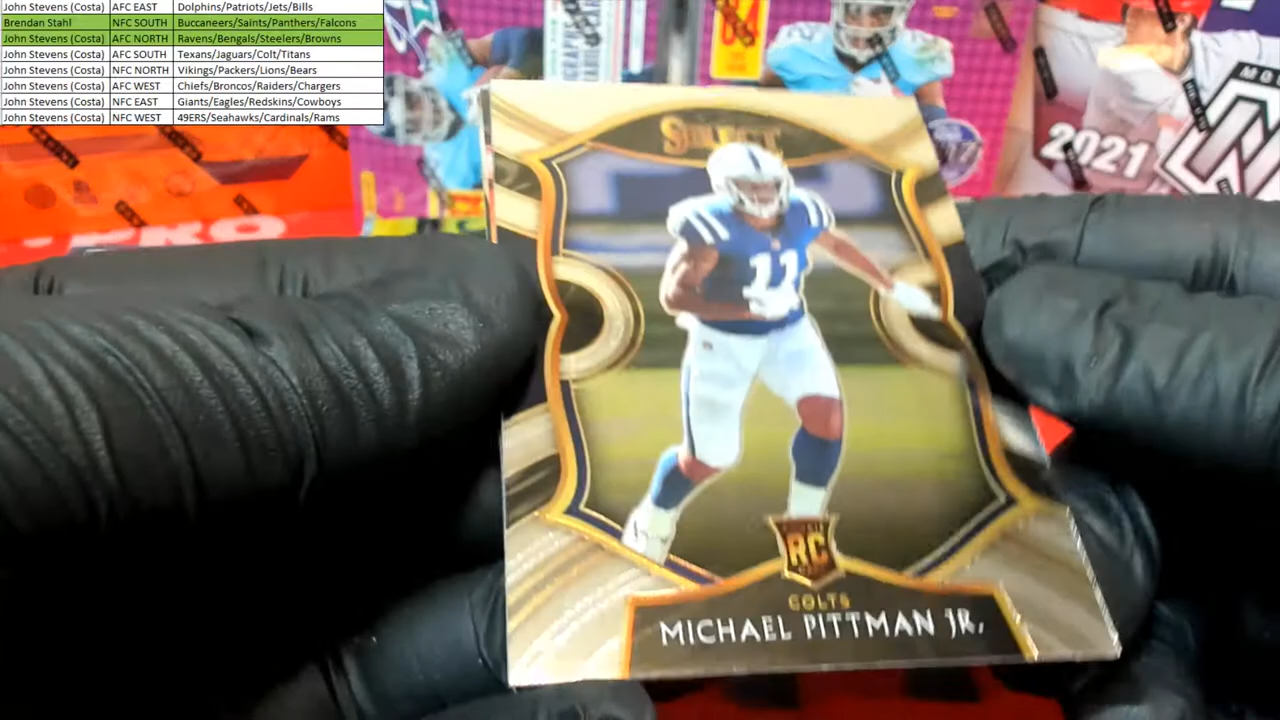 John Stevens (Costa) AFC EAST Dolphins/Patriots/Jets/Bills
Brendan Stahl NFC SOUTH Buccaneers/Saints/Panthers/Falcons
John Stevens (Costa) AFC NORTH Ravens/Bengals/Steelers/Browns
John Stevens (Costa) AFC SOUTH Texans/Jaguars/Colt/Titans
John Stevens (Costa) NFC NORTH Vikings/Packers/Lions/Bears
John Stevens (Costa) AFC WEST Chiefs/Broncos/Raiders/Chargers
John Stevens (Costa) NFC EAST Giants/Eagles/Redskins/Cowboys
John Stevens (Costa) NFC WEST 49ERS/Seahawks/Cardinals/Rams
2021
PRO
SELECT
11
RC
COLTS
MICHAEL PITTMAN JR.